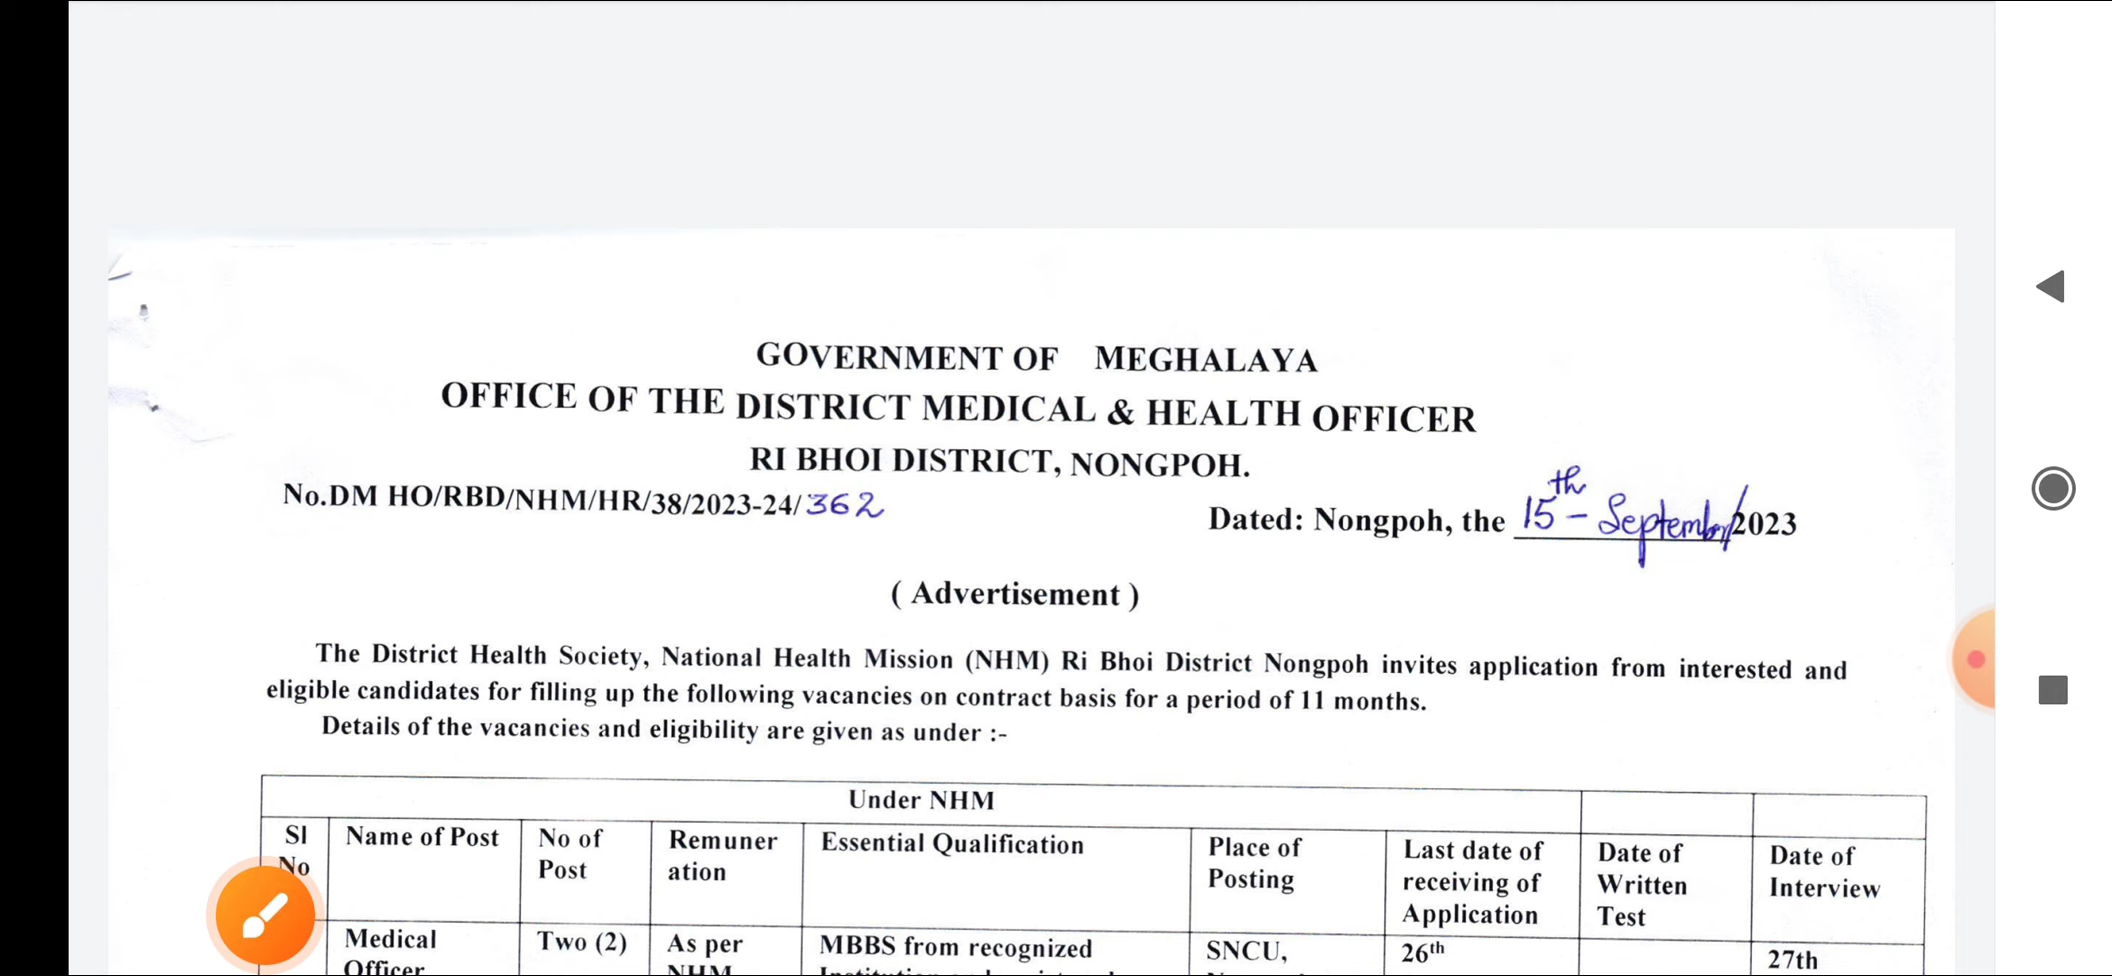 GOVERNMENT OF MEGHALAYA
OFFICE OF THE DISTRICT MEDICAL & HEALTH OFFICER
RI BHOI DISTRICT, NONGPOH.
No.DM HO/RBD/NHM/HR/38/2023-24/362
Dated: Nongpoh, the 15th - September/2023
( Advertisement )
The District Health Society, National Health Mission (NHM) Ri Bhoi District Nongpoh invites application from interested and
eligible candidates for filling up the following vacancies on contract basis for a period of 11 months.
Details of the vacancies and eligibility are given as under :-
Under NHM
Sl No
Name of Post
No of Post
Remuner ation
Essential Qualification
Place of Posting
Last date of receiving of Application
Date of Written Test
Date of Interview
Medical Officer
Two (2)
As per NHM
MBBS from recognized
SNCU,
26th
27th